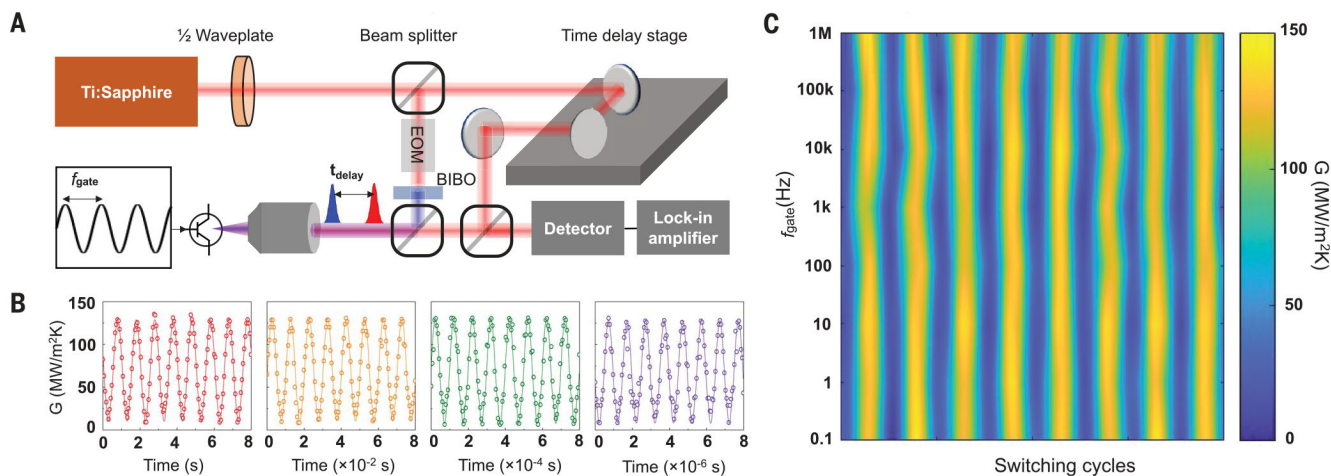 A
½ Waveplate
Beam splitter
Time delay stage
Ti:Sapphire
EOM
BIBO
f_gate
t_delay
Detector
Lock-in
amplifier
B
G (MW/m²K)
150
100
50
0
0 2 4 6 8
Time (s)
0 2 4 6 8
Time (×10⁻² s)
0 2 4 6 8
Time (×10⁻⁴ s)
0 2 4 6 8
Time (×10⁻⁶ s)
C
f_gate(Hz)
1M
100k
10k
1k
100
10
1
0.1
Switching cycles
150
100
50
0
G (MW/m²K)